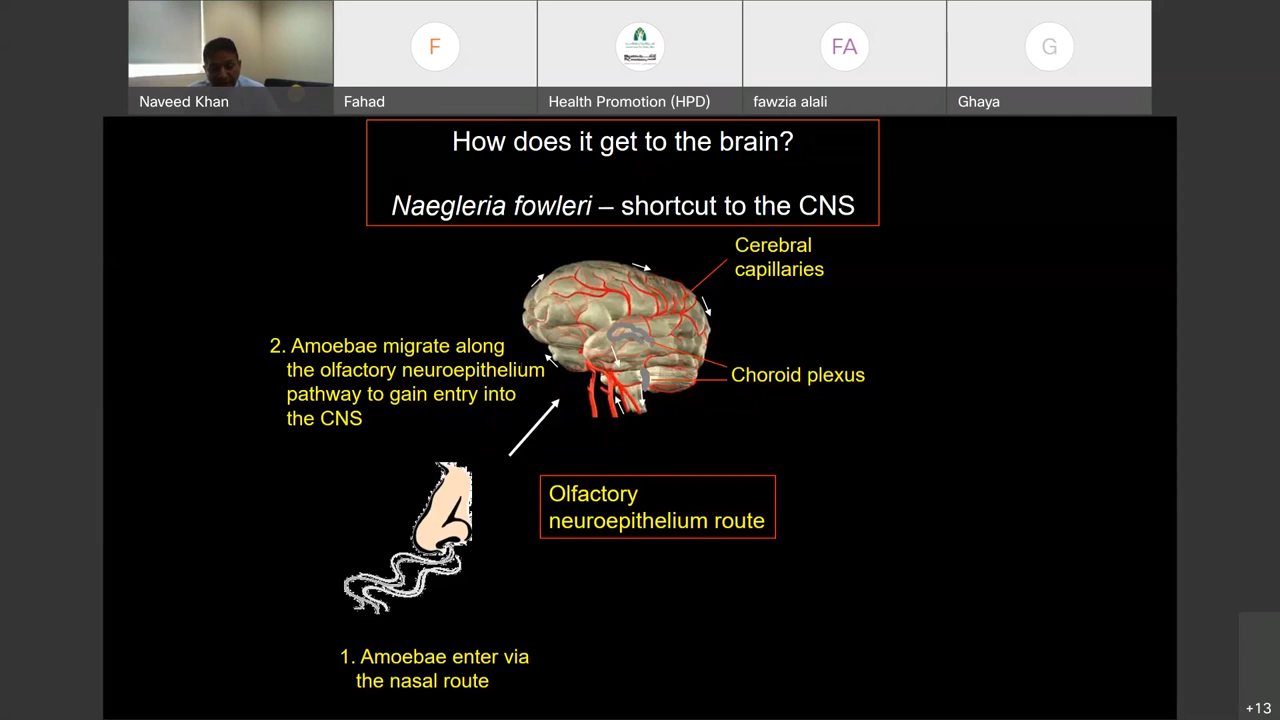 F
FA
G
Naveed Khan
Fahad
Health Promotion (HPD)
fawzia alali
Ghaya
How does it get to the brain?
Naegleria fowleri – shortcut to the CNS
Cerebral
capillaries
2. Amoebae migrate along
the olfactory neuroepithelium
pathway to gain entry into
the CNS
Choroid plexus
Olfactory
neuroepithelium route
1. Amoebae enter via
the nasal route
+13